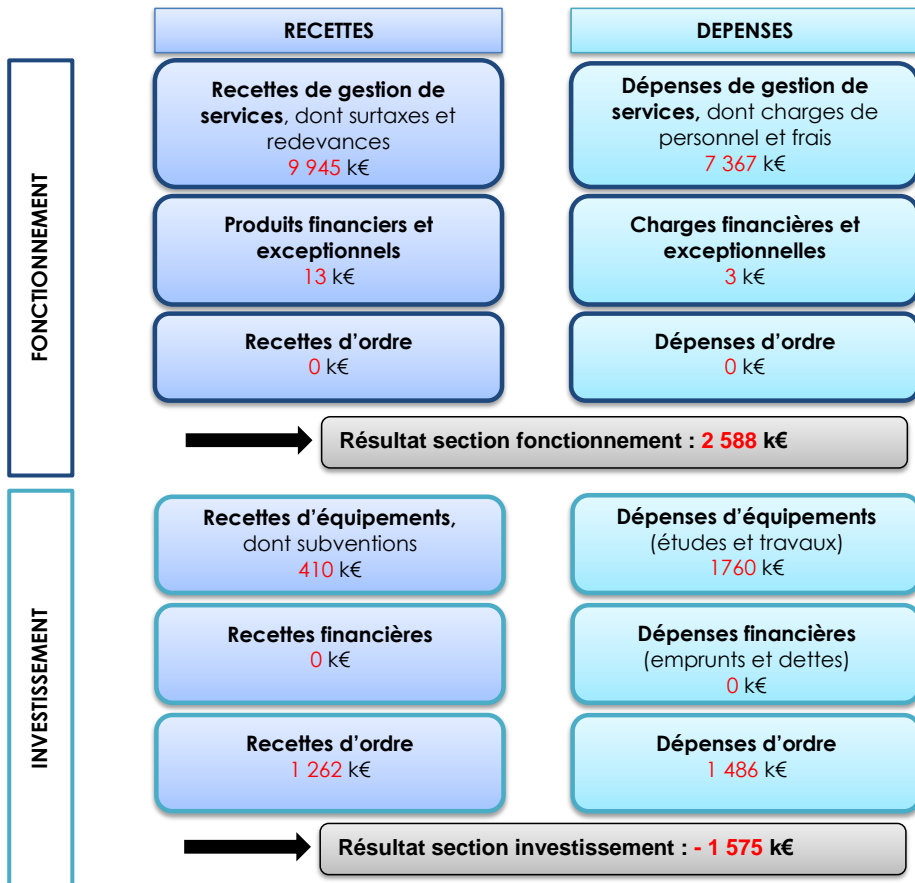 RECETTES
DEPENSES
FONCTIONNEMENT
Recettes de gestion de
services, dont surtaxes et
redevances
9 945 k€
Dépenses de gestion de
services, dont charges de
personnel et frais
7 367 k€
Produits financiers et
exceptionnels
13 k€
Charges financières et
exceptionnelles
3 k€
Recettes d’ordre
0 k€
Dépenses d’ordre
0 k€
Résultat section fonctionnement : 2 588 k€
INVESTISSEMENT
Recettes d’équipements,
dont subventions
410 k€
Dépenses d’équipements
(études et travaux)
1760 k€
Recettes financières
0 k€
Dépenses financières
(emprunts et dettes)
0 k€
Recettes d’ordre
1 262 k€
Dépenses d’ordre
1 486 k€
Résultat section investissement : - 1 575 k€